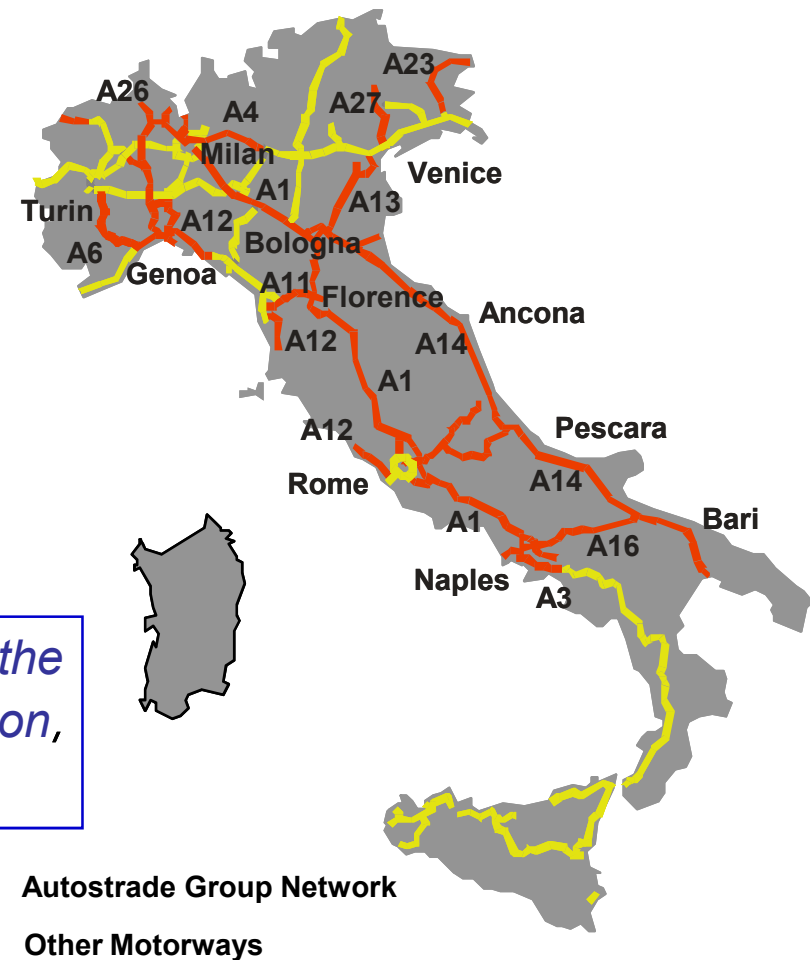 A23
A26
A27
A4
Milan
Venice
A1
A13
Turin
A12
Bologna
A6
Genoa
A11
Florence
Ancona
A12
A14
A1
A12
Pescara
Rome
A14
A1
Bari
A16
Naples
A3
the
on,
Autostrade Group Network
Other Motorways